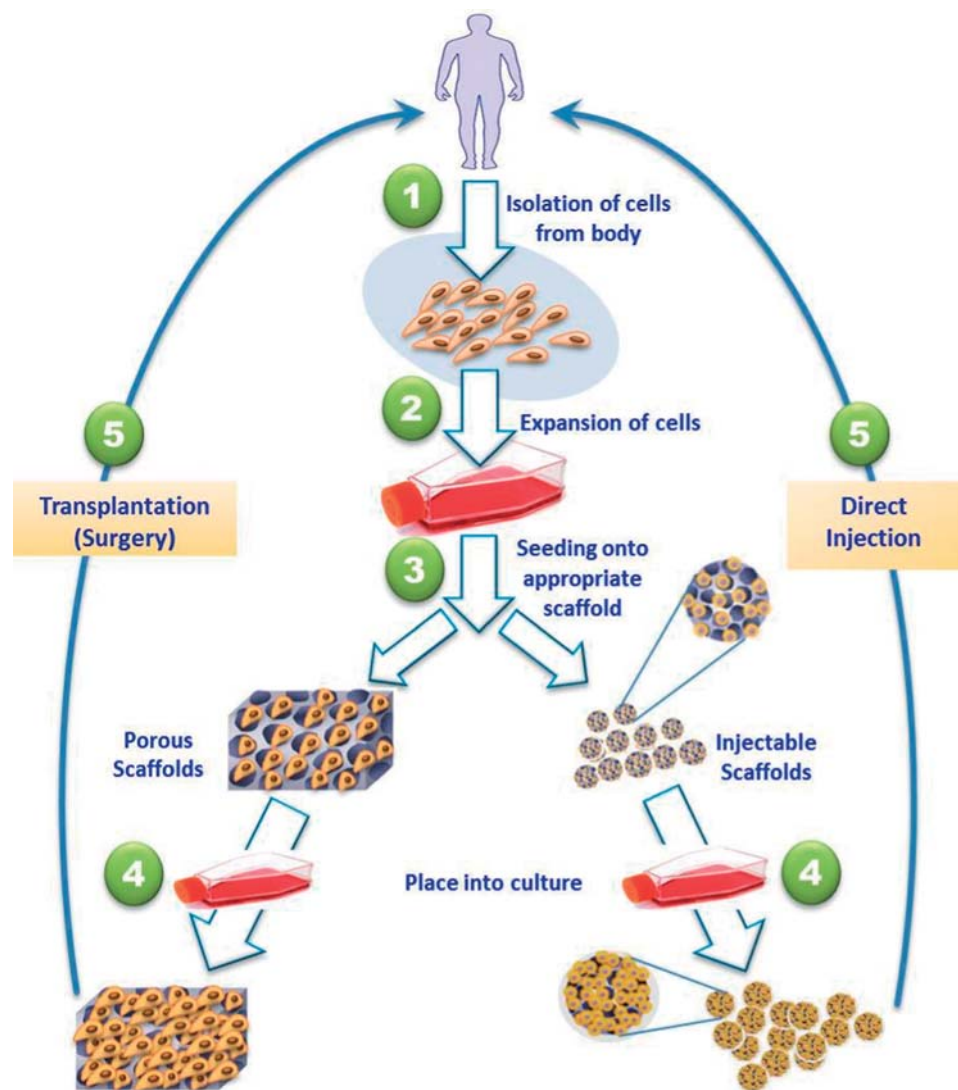 1
Isolation of cells
from body
2
Expansion of cells
5
Transplantation
(Surgery)
5
Direct
Injection
3
Seeding onto
appropriate
scaffold
Porous
Scaffolds
Injectable
Scaffolds
4
Place into culture
4